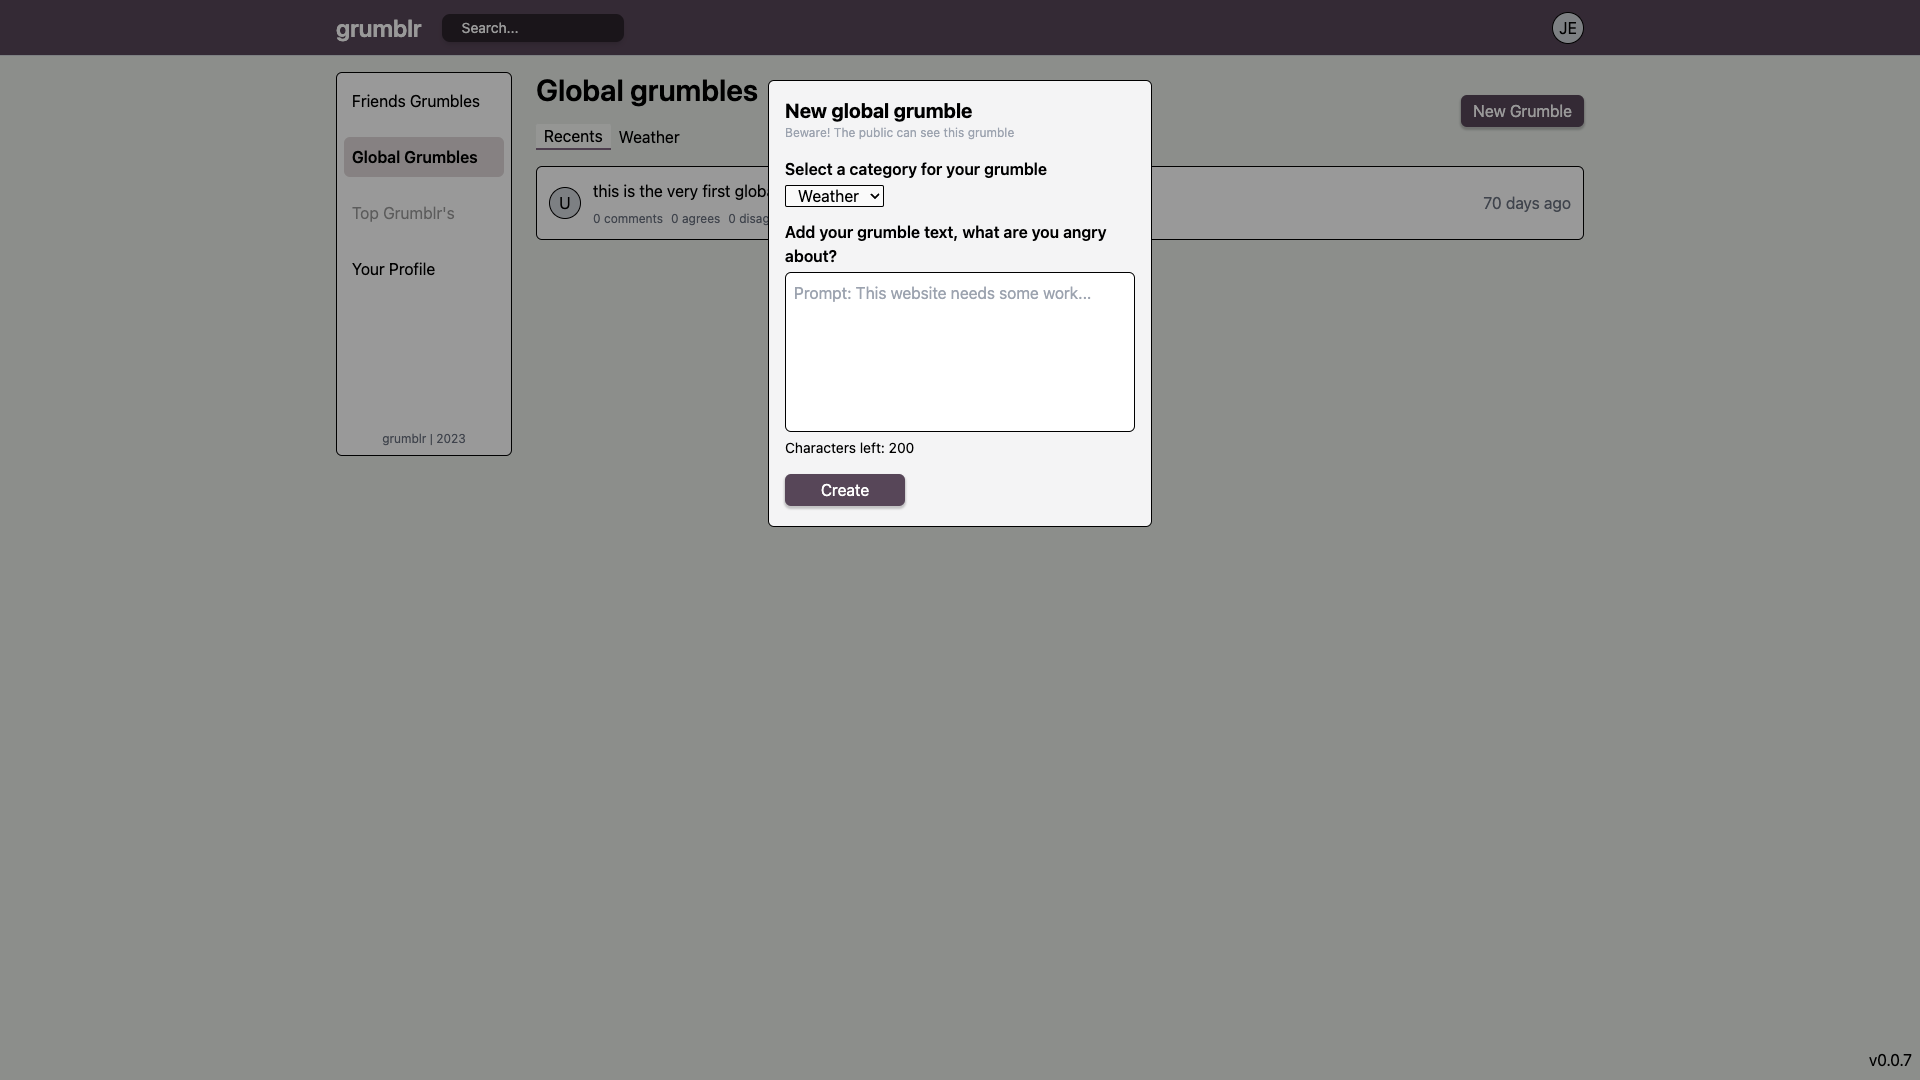 grumblr
Search...
JE
Friends Grumbles
Global Grumbles
Top Grumblr's
Your Profile
grumblr | 2023
Global grumbles
Recents
Weather
New Grumble
U
this is the very first globa
0 comments 0 agrees 0 disag
70 days ago
New global grumble
Beware! The public can see this grumble
Select a category for your grumble
Weather
Add your grumble text, what are you angry
about?
Prompt: This website needs some work...
Characters left: 200
Create
v0.0.7